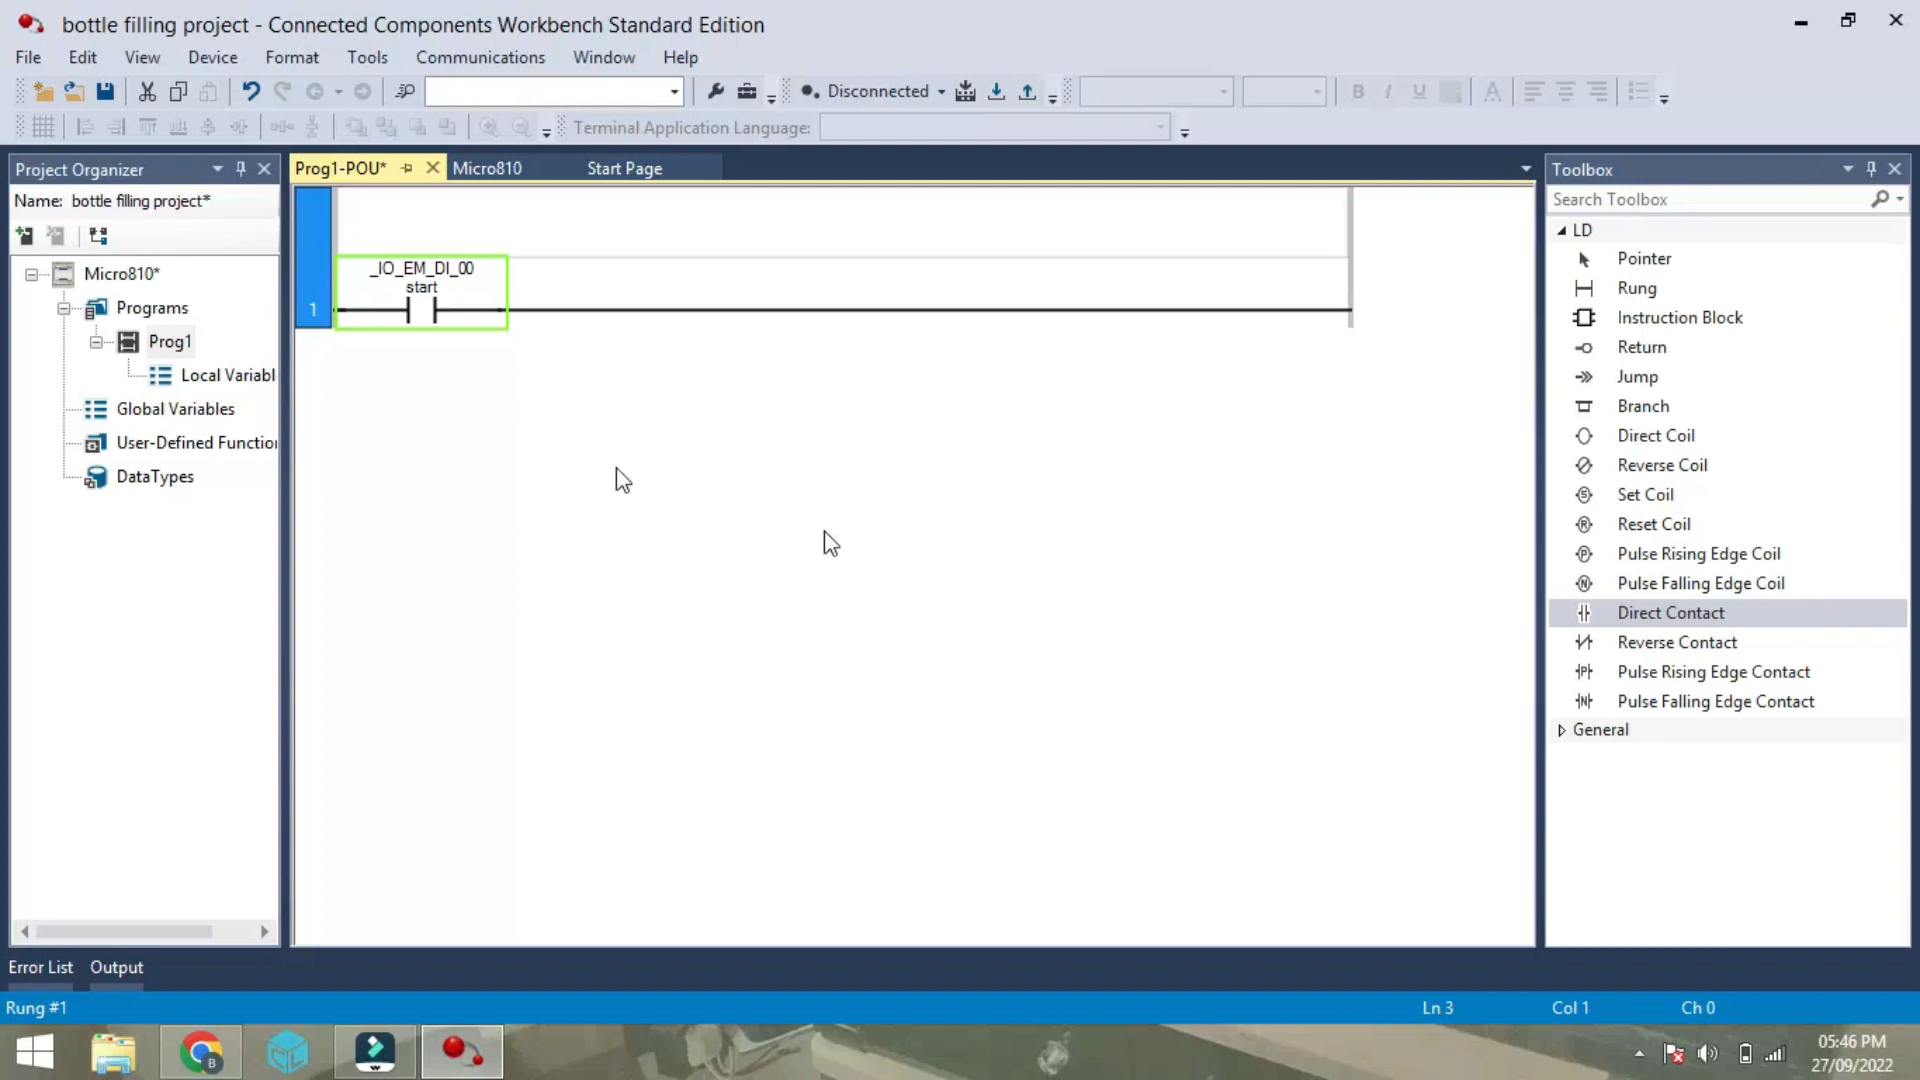 bottle filling project - Connected Components Workbench Standard Edition
File Edit View Device Format Tools Communications Window Help
Disconnected
B I U A
Terminal Application Language:
Project Organizer
Name: bottle filling project*
Micro810*
Programs
Prog1
Local Variabl
Global Variables
User-Defined Function
DataTypes
Prog1-POU* Micro810 Start Page
_IO_EM_DI_00
start
1
Toolbox
Search Toolbox
LD
Pointer
Rung
Instruction Block
Return
Jump
Branch
Direct Coil
Reverse Coil
Set Coil
Reset Coil
Pulse Rising Edge Coil
Pulse Falling Edge Coil
Direct Contact
Reverse Contact
Pulse Rising Edge Contact
Pulse Falling Edge Contact
General
Error List Output
Rung #1 Ln 3 Col 1 Ch 0
B
05:46 PM
27/09/2022